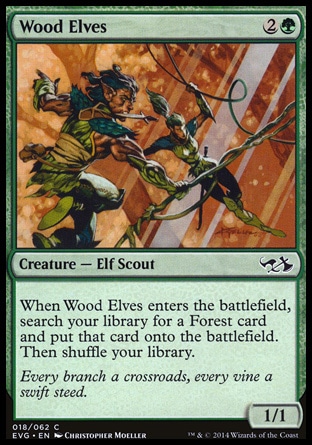 Wood Elves 2
Creature — Elf Scout
When Wood Elves enters the battlefield,
search your library for a Forest card
and put that card onto the battlefield.
Then shuffle your library.
Every branch a crossroads, every vine a
swift steed.
1/1
018/062 C
EVG • EN Christopher Moeller
™ & © 2014 Wizards of the Coast